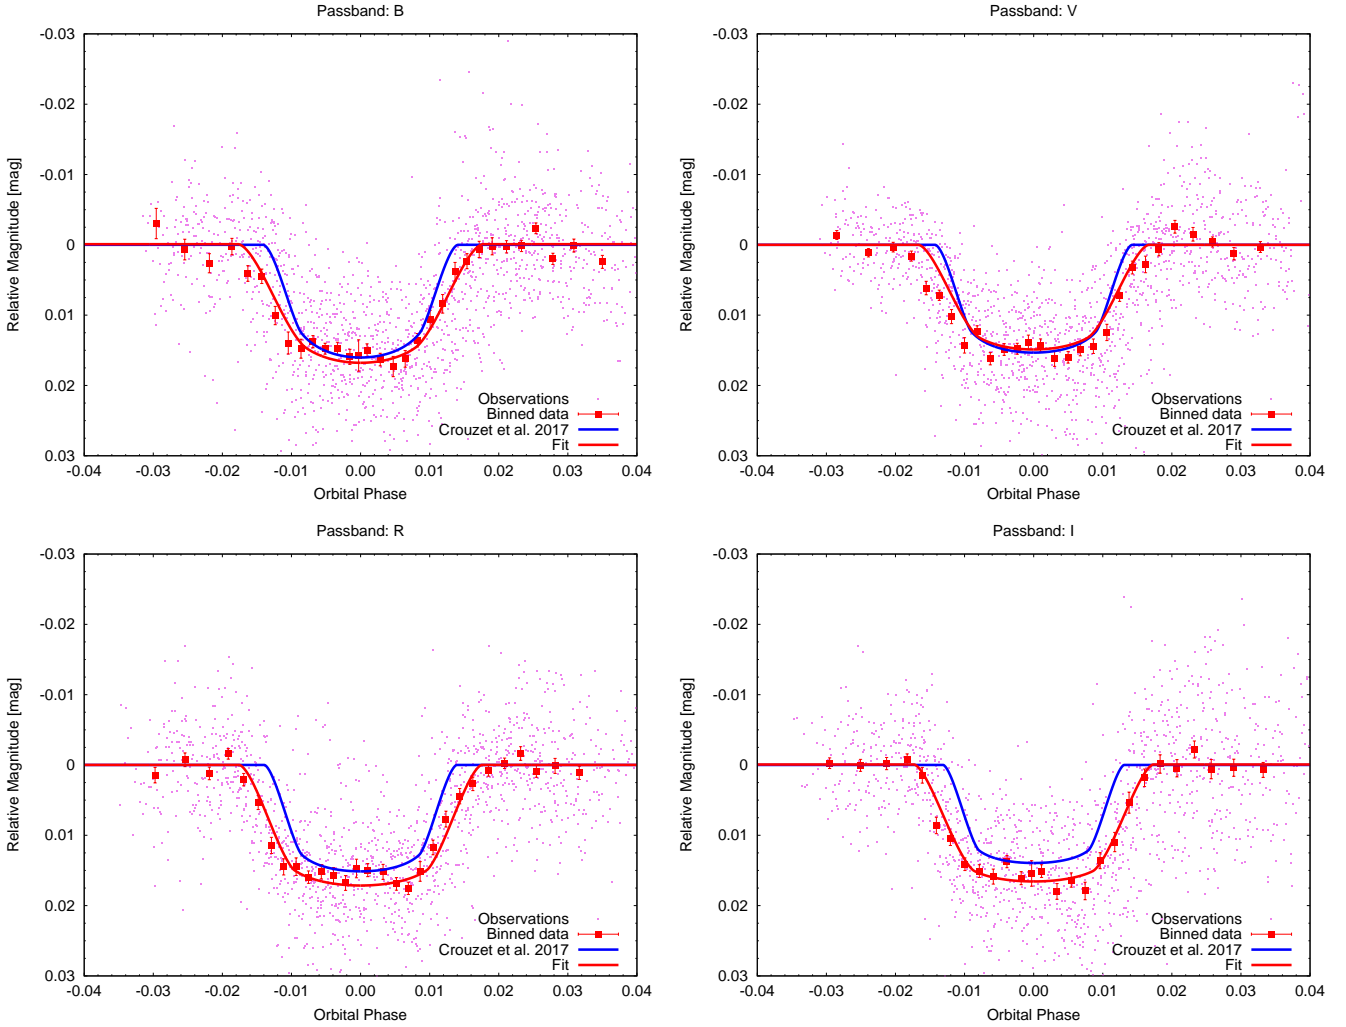 Passband: B
-0.03
-0.02
-0.01
0
0.01
0.02
0.03
Relative Magnitude [mag]
Observations
Binned data
Crouzet et al. 2017
Fit
-0.04 -0.03 -0.02 -0.01 0.00 0.01 0.02 0.03 0.04
Orbital Phase
Passband: V
-0.03
-0.02
-0.01
0
0.01
0.02
0.03
Relative Magnitude [mag]
Observations
Binned data
Crouzet et al. 2017
Fit
-0.04 -0.03 -0.02 -0.01 0.00 0.01 0.02 0.03 0.04
Orbital Phase
Passband: R
-0.03
-0.02
-0.01
0
0.01
0.02
0.03
Relative Magnitude [mag]
Observations
Binned data
Crouzet et al. 2017
Fit
-0.04 -0.03 -0.02 -0.01 0.00 0.01 0.02 0.03 0.04
Orbital Phase
Passband: I
-0.03
-0.02
-0.01
0
0.01
0.02
0.03
Relative Magnitude [mag]
Observations
Binned data
Crouzet et al. 2017
Fit
-0.04 -0.03 -0.02 -0.01 0.00 0.01 0.02 0.03 0.04
Orbital Phase